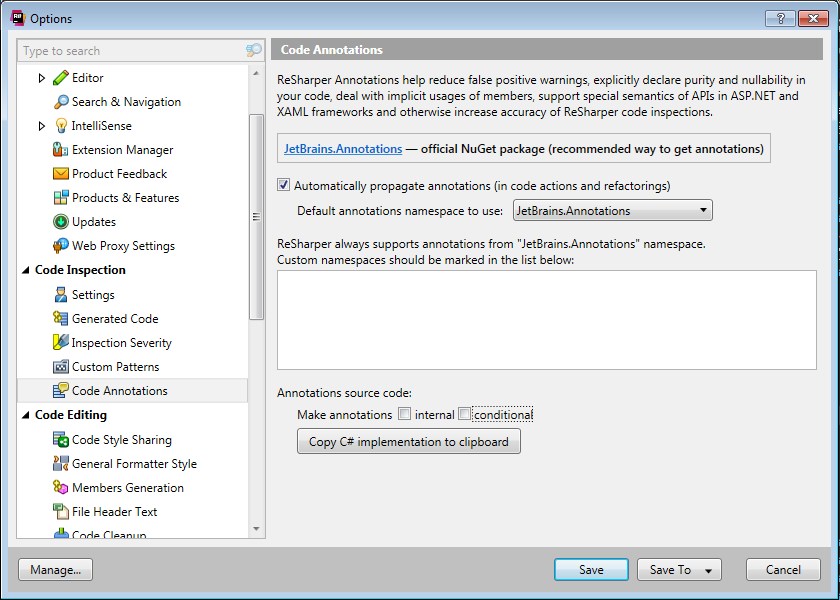 Options
Type to search
Editor
Search & Navigation
IntelliSense
Extension Manager
Product Feedback
Products & Features
Updates
Web Proxy Settings
Code Inspection
Settings
Generated Code
Inspection Severity
Custom Patterns
Code Annotations
Code Editing
Code Style Sharing
General Formatter Style
Members Generation
File Header Text
Code Cleanup
Code Annotations
ReSharper Annotations help reduce false positive warnings, explicitly declare purity and nullability in
your code, deal with implicit usages of members, support special semantics of APIs in ASP.NET and
XAML frameworks and otherwise increase accuracy of ReSharper code inspections.
JetBrains.Annotations — official NuGet package (recommended way to get annotations)
Automatically propagate annotations (in code actions and refactorings)
Default annotations namespace to use: JetBrains.Annotations
ReSharper always supports annotations from "JetBrains.Annotations" namespace.
Custom namespaces should be marked in the list below:
Annotations source code:
Make annotations internal conditional
Copy C# implementation to clipboard
Manage... Save Save To Cancel